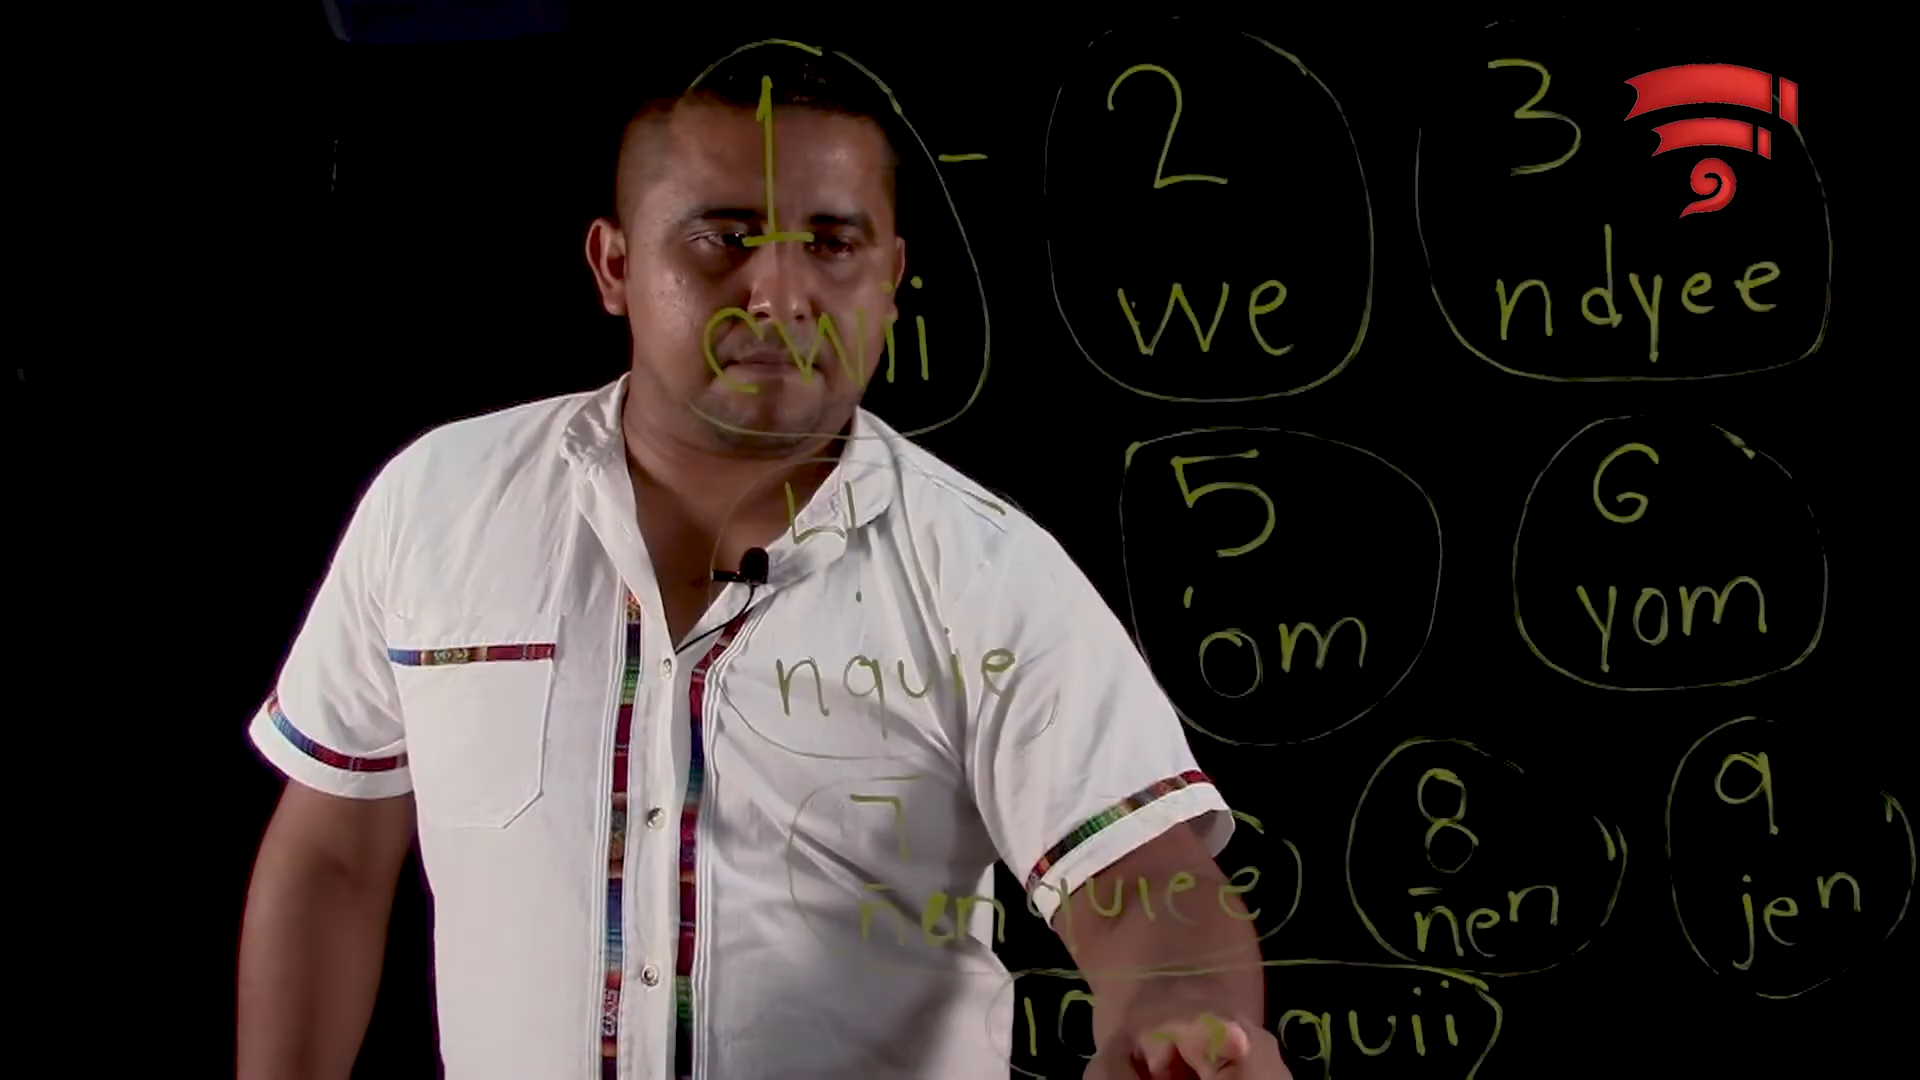 1 - 2 3
cwii we ndyee
4 5 6
nquie 'om yom
7 8 9
ñenquiee ñen jen
10 → quii